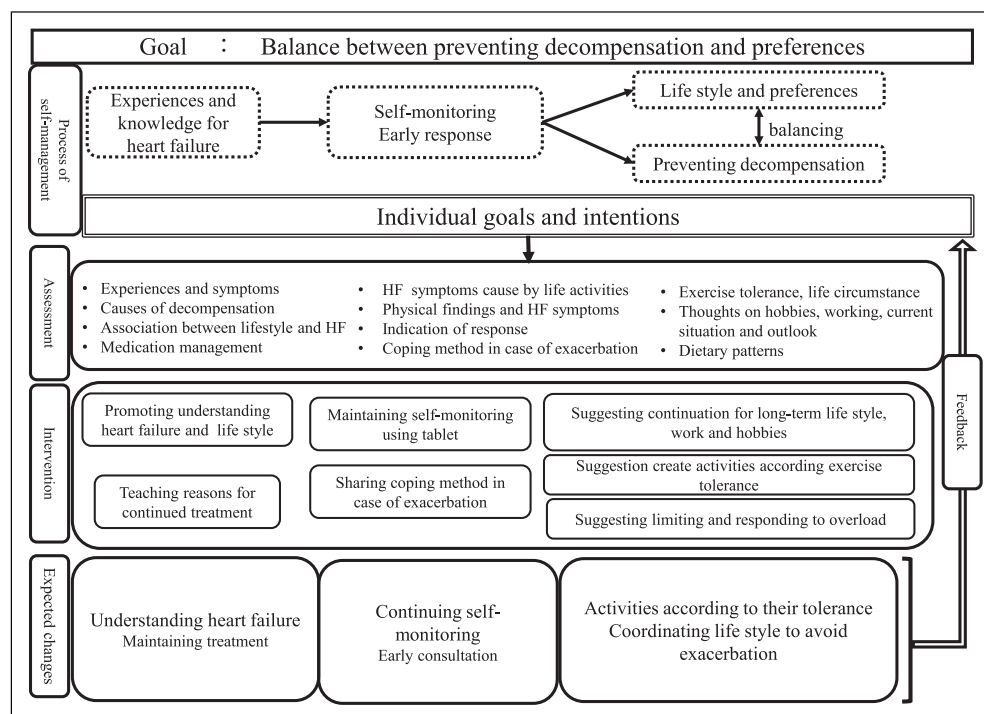 Goal : Balance between preventing decompensation and preferences
Process of
self-management
Experiences and
knowledge for
heart failure
Self-monitoring
Early response
Life style and preferences
balancing
Preventing decompensation
Individual goals and intentions
Assessment
• Experiences and symptoms
• Causes of decompensation
• Association between lifestyle and HF
• Medication management
• HF symptoms cause by life activities
• Physical findings and HF symptoms
• Indication of response
• Coping method in case of exacerbation
• Exercise tolerance, life circumstance
• Thoughts on hobbies, working, current
situation and outlook
• Dietary patterns
Feedback
Intervention
Promoting understanding
heart failure and life style
Teaching reasons for
continued treatment
Maintaining self-monitoring
using tablet
Sharing coping method in
case of exacerbation
Suggesting continuation for long-term life style,
work and hobbies
Suggestion create activities according exercise
tolerance
Suggesting limiting and responding to overload
Expected changes
Understanding heart failure
Maintaining treatment
Continuing self-
monitoring
Early consultation
Activities according to their tolerance
Coordinating life style to avoid
exacerbation